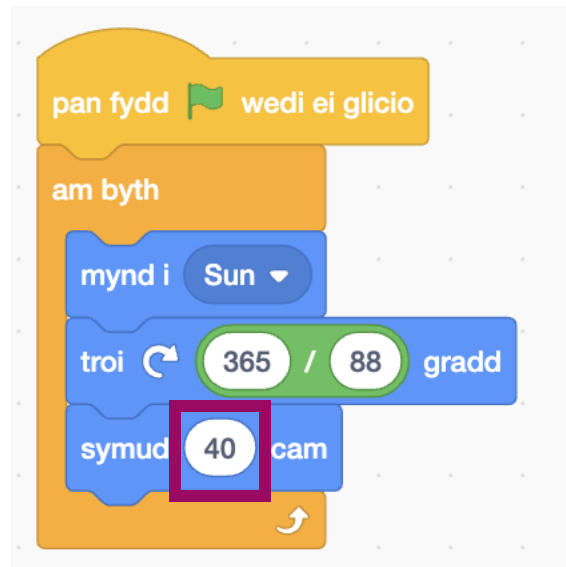 pan fydd wedi ei glicio
am byth
mynd i Sun
troi 365 / 88 gradd
symud 40 cam